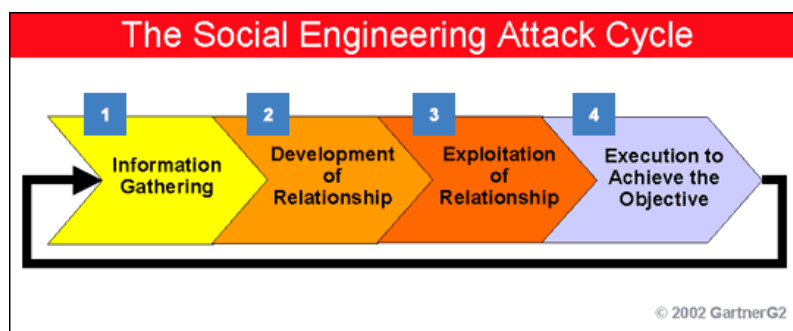 The Social Engineering Attack Cycle
1
Information
Gathering
2
Development
of
Relationship
3
Exploitation
of
Relationship
4
Execution to
Achieve the
Objective
© 2002 GartnerG2